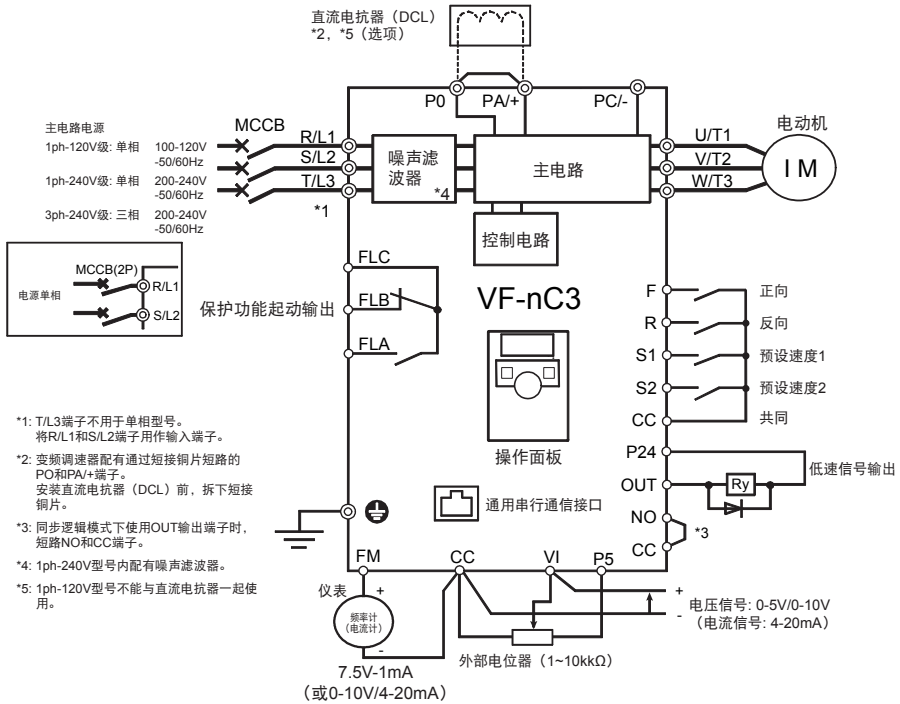 直流电抗器（DCL）
*2，*5（选项）
P0
PA/+
PC/-
主电路电源
1ph-120V级: 单相 100-120V
-50/60Hz
1ph-240V级: 单相 200-240V
-50/60Hz
3ph-240V级: 三相 200-240V
-50/60Hz
MCCB
R/L1
S/L2
T/L3
*1
噪声滤
波器
*4
主电路
控制电路
U/T1
V/T2
W/T3
电动机
I M
MCCB(2P)
电源单相
R/L1
S/L2
保护功能起动输出
FLC
FLB
FLA
VF-nC3
操作面板
通用串行通信接口
F 正向
R 反向
S1 预设速度1
S2 预设速度2
CC 共同
P24
OUT
Ry
低速信号输出
NO
CC
*3
*1: T/L3端子不用于单相型号。
将R/L1和S/L2端子用作输入端子。
*2: 变频调速器配有通过短接铜片短路的
PO和PA/+端子。
安装直流电抗器（DCL）前，拆下短接
铜片。
*3: 同步逻辑模式下使用OUT输出端子时，
短路NO和CC端子。
*4: 1ph-240V型号内配有噪声滤波器。
*5: 1ph-120V型号不能与直流电抗器一起使
用。
FM
CC
VI
P5
仪表
+
频率计
（电流计）
-
7.5V-1mA
（或0-10V/4-20mA）
外部电位器（1~10kkΩ）
+
-
电压信号: 0-5V/0-10V
（电流信号: 4-20mA）